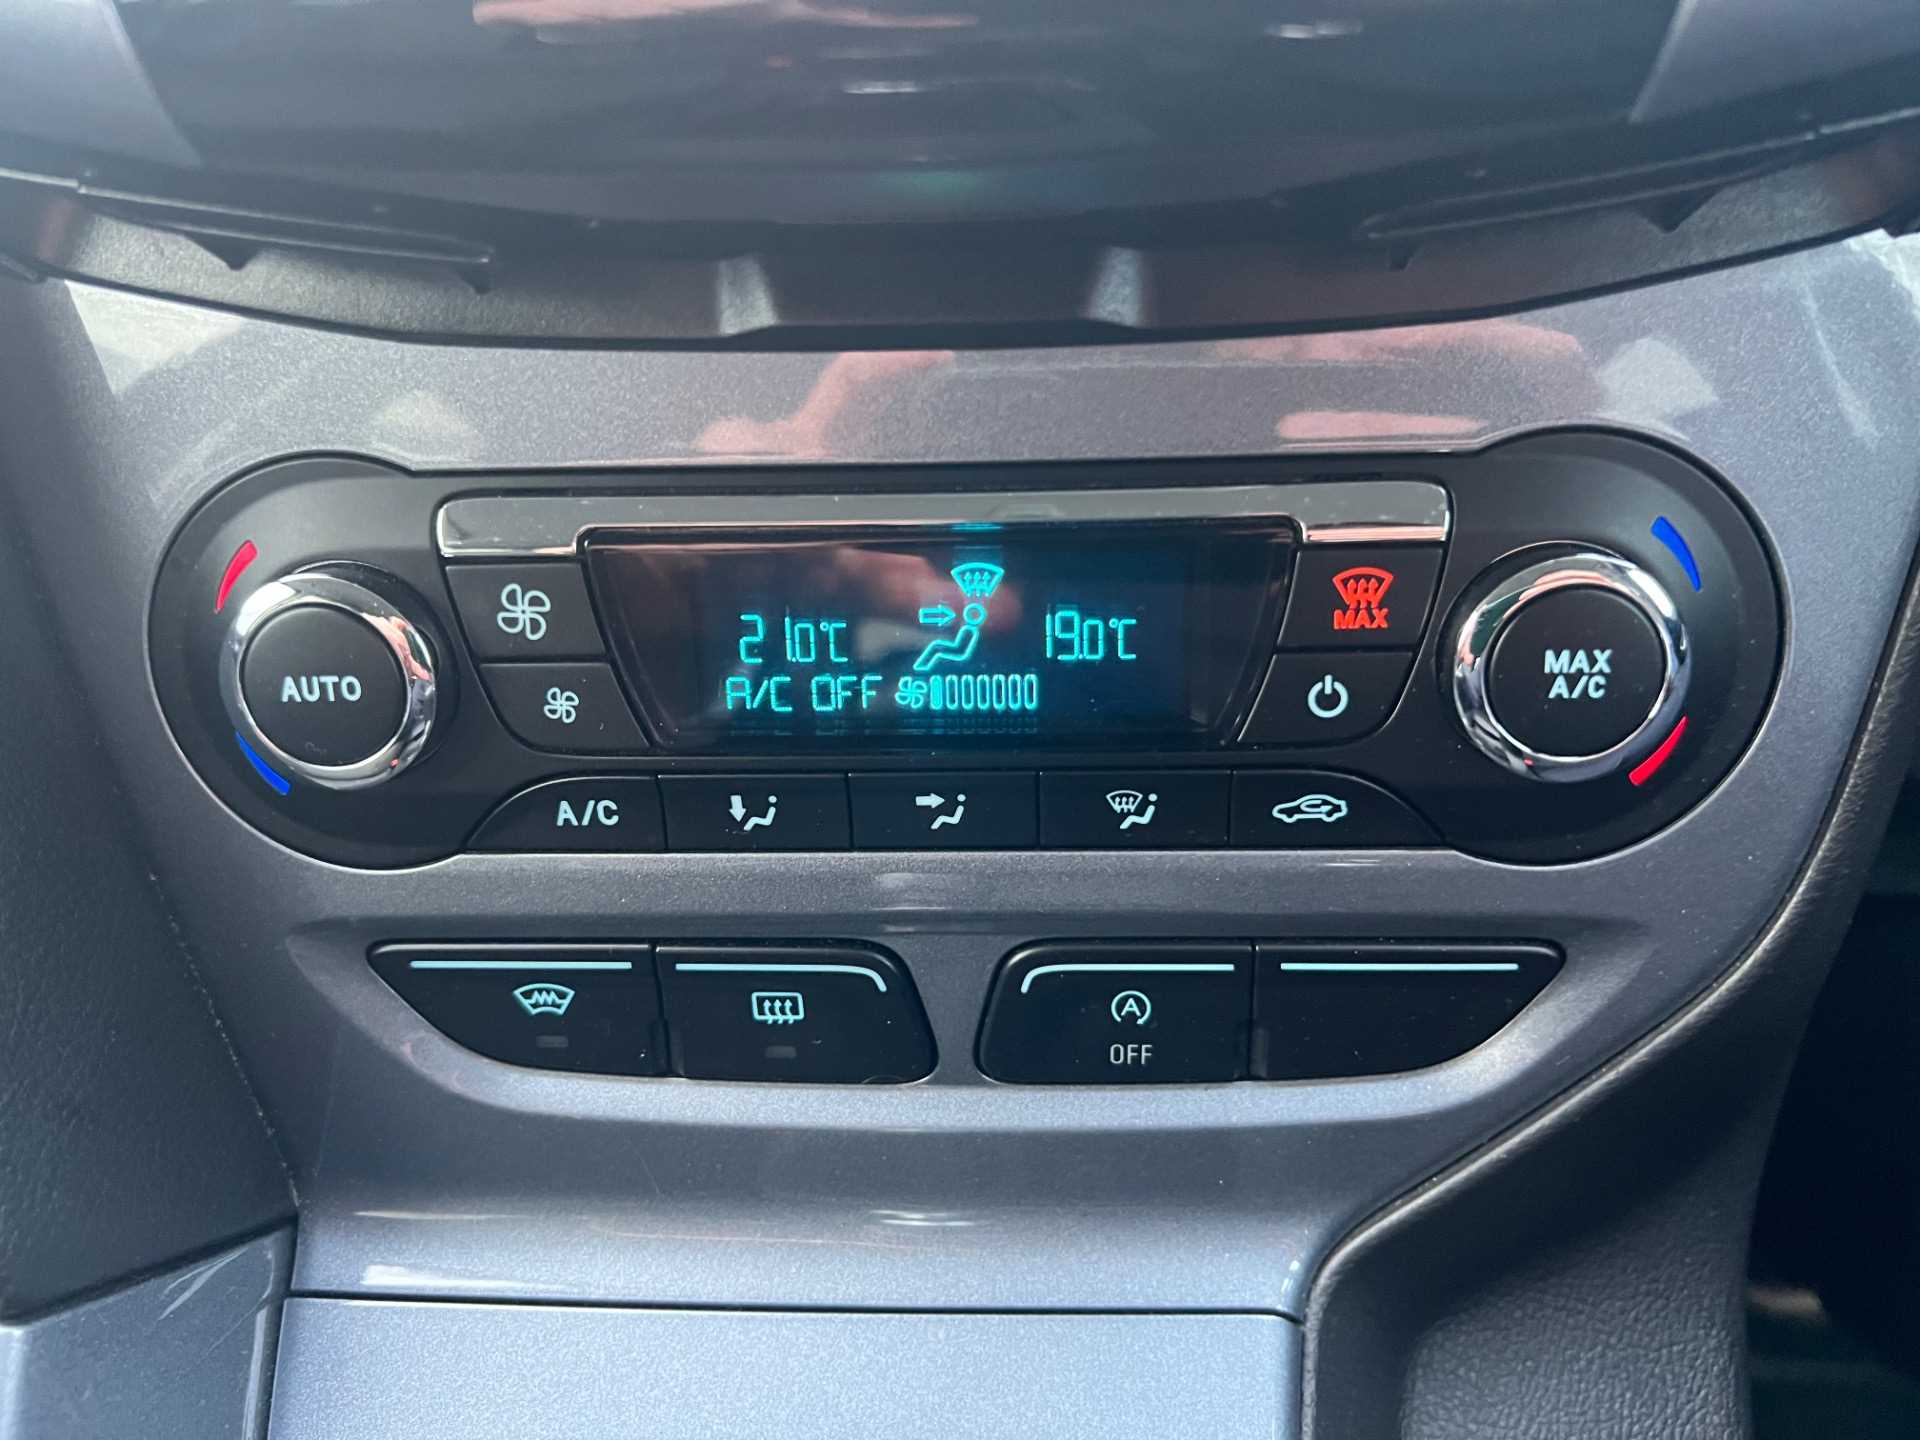 MAX
21.0°C
19.0°C
AUTO
MAX
A/C
A/C OFF
A/C
A
OFF